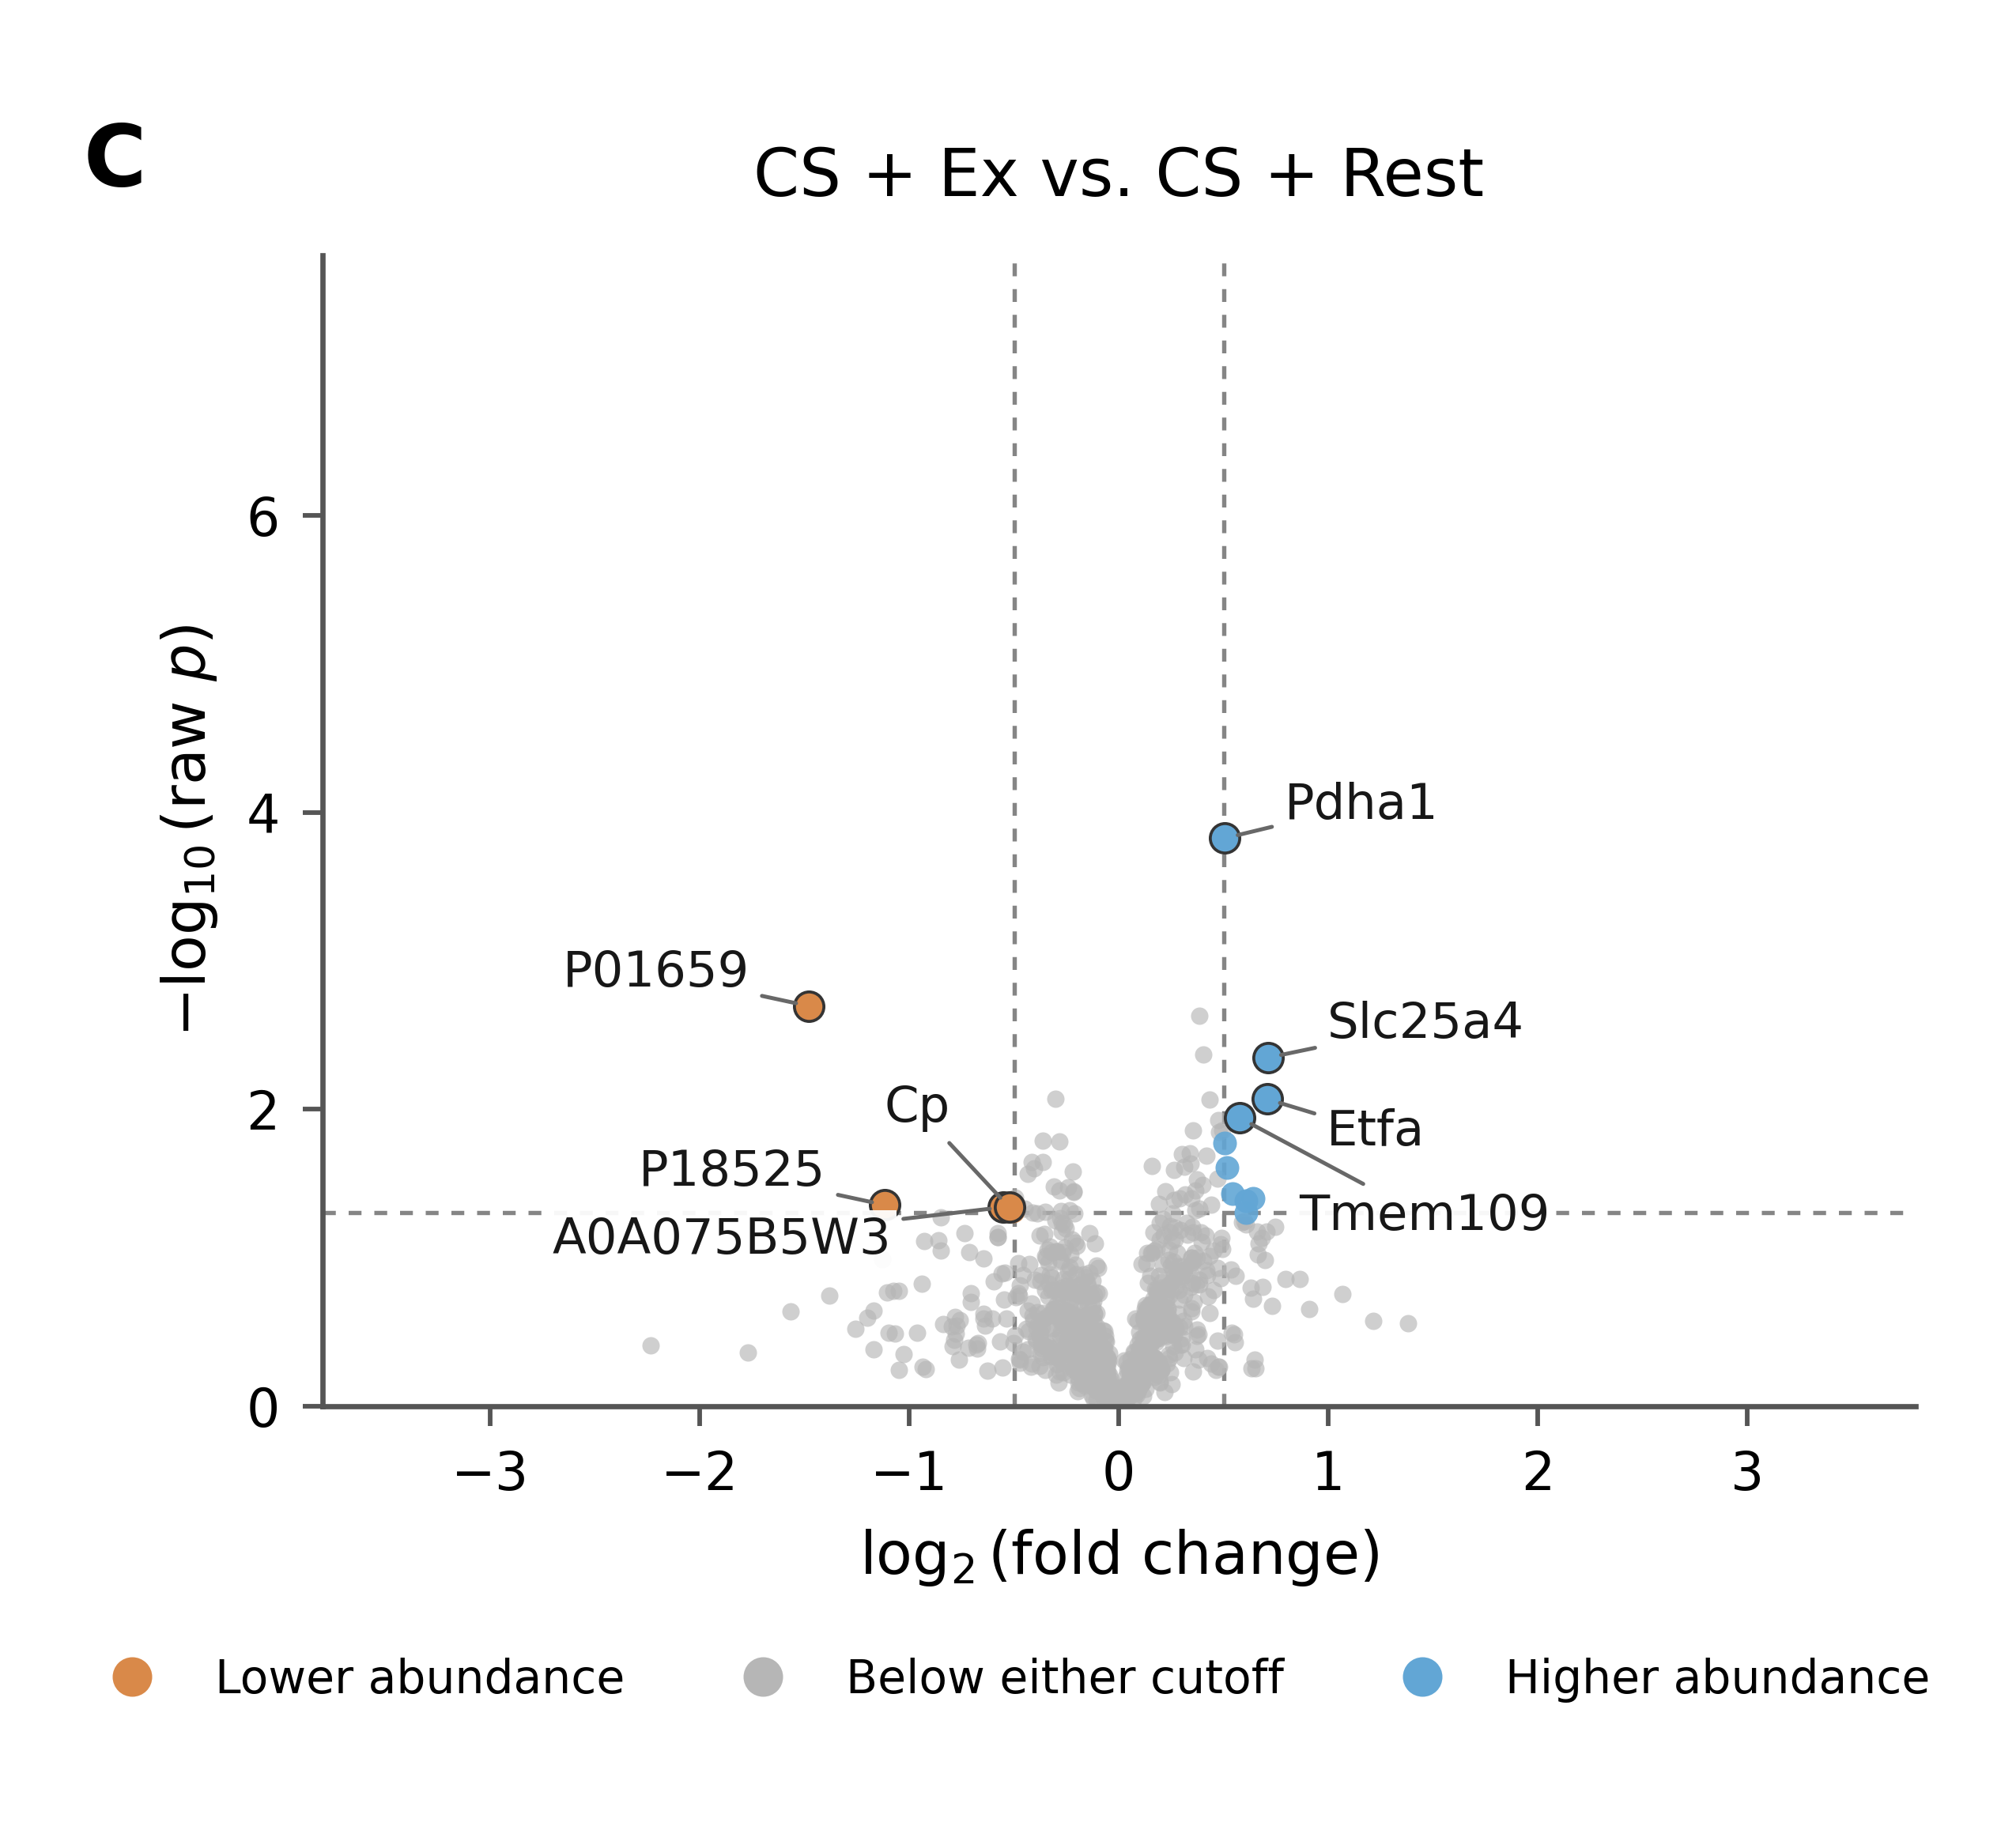 C
CS + Ex vs. CS + Rest
−log10 (raw p)
6
4
2
0
Pdha1
P01659
Slc25a4
Cp
Etfa
P18525
Tmem109
A0A075B5W3
−3 −2 −1 0 1 2 3
log2 (fold change)
Lower abundance Below either cutoff Higher abundance